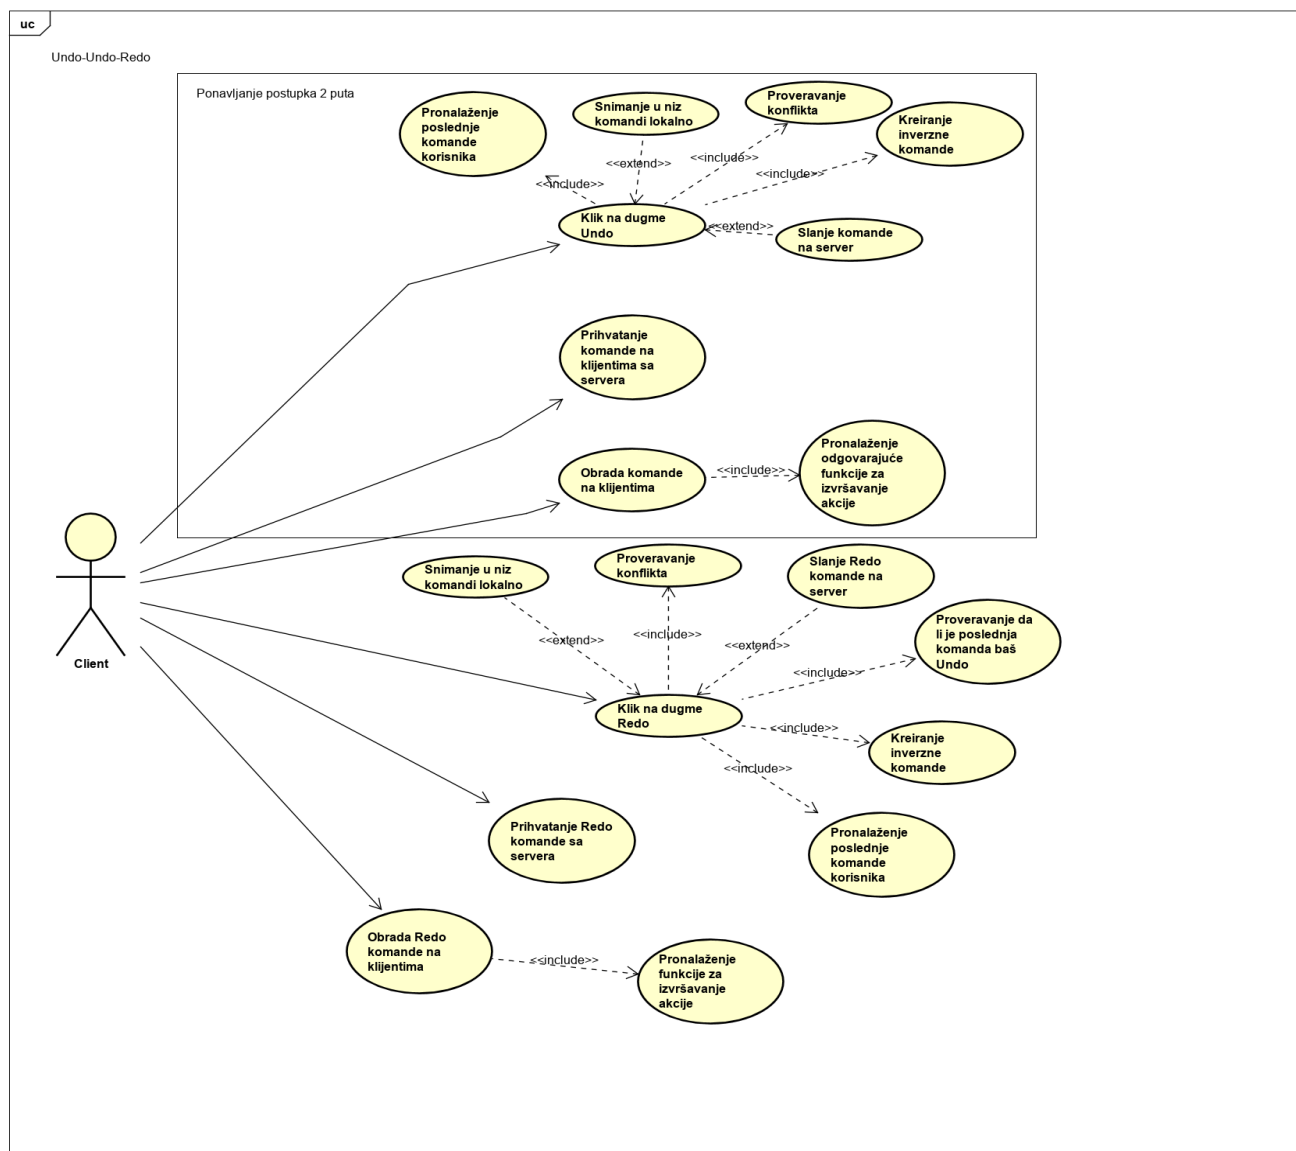 uc
Undo-Undo-Redo
Ponavljanje postupka 2 puta
Pronalaženje
poslednje
komande
korisnika
Snimanje u niz
komandi lokalno
Proveravanje
konflikta
Kreiranje
inverzne
komande
<<extend>>
<<include>>
<<include>>
<<include>>
Klik na dugme
Undo
<<extend>>
Slanje komande
na server
Prihvatanje
komande na
klijentima sa
servera
Obrada komande
na klijentima
<<include>>
Pronalaženje
odgovarajuće
funkcije za
izvršavanje
akcije
Client
Snimanje u niz
komandi lokalno
Proveravanje
konflikta
Slanje Redo
komande na
server
Proveravanje da
li je poslednja
komanda baš
Undo
<<extend>>
<<include>>
<<extend>>
<<include>>
Klik na dugme
Redo
<<include>>
Kreiranje
inverzne
komande
<<include>>
Pronalaženje
poslednje
komande
korisnika
Prihvatanje Redo
komande sa
servera
Obrada Redo
komande na
klijentima
<<include>>
Pronalaženje
funkcije za
izvršavanje
akcije